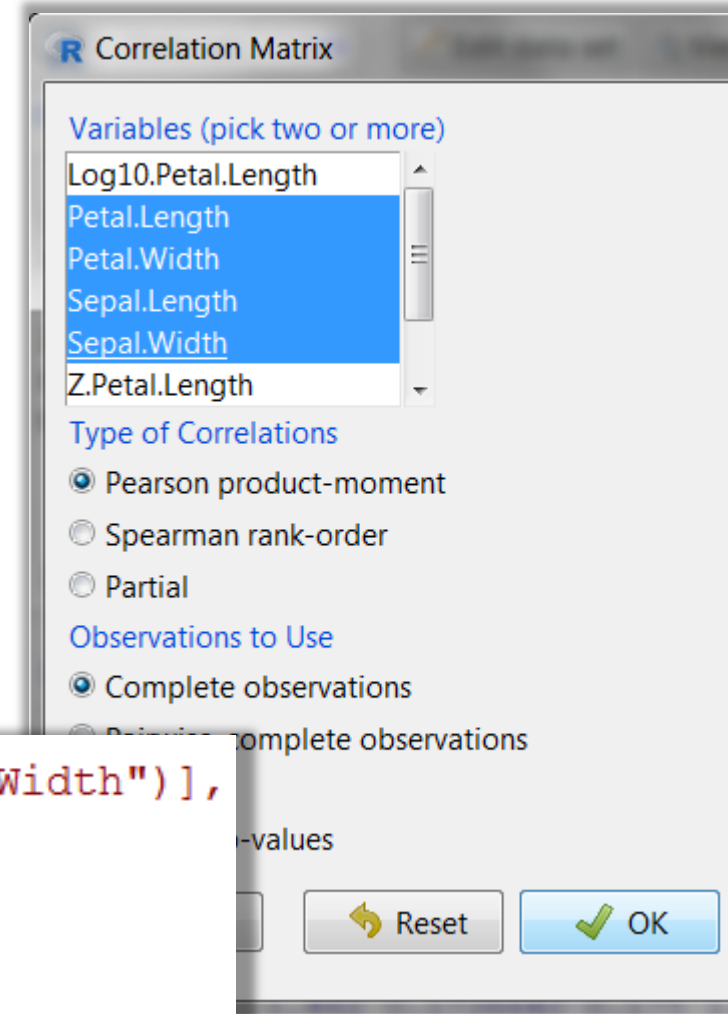 Correlation Matrix
Variables (pick two or more)
Log10.Petal.Length
Petal.Length
Petal.Width
Sepal.Length
Sepal.Width
Z.Petal.Length
Type of Correlations
Pearson product-moment
Spearman rank-order
Partial
Observations to Use
Complete observations
complete observations
Width")],
-values
Reset
OK